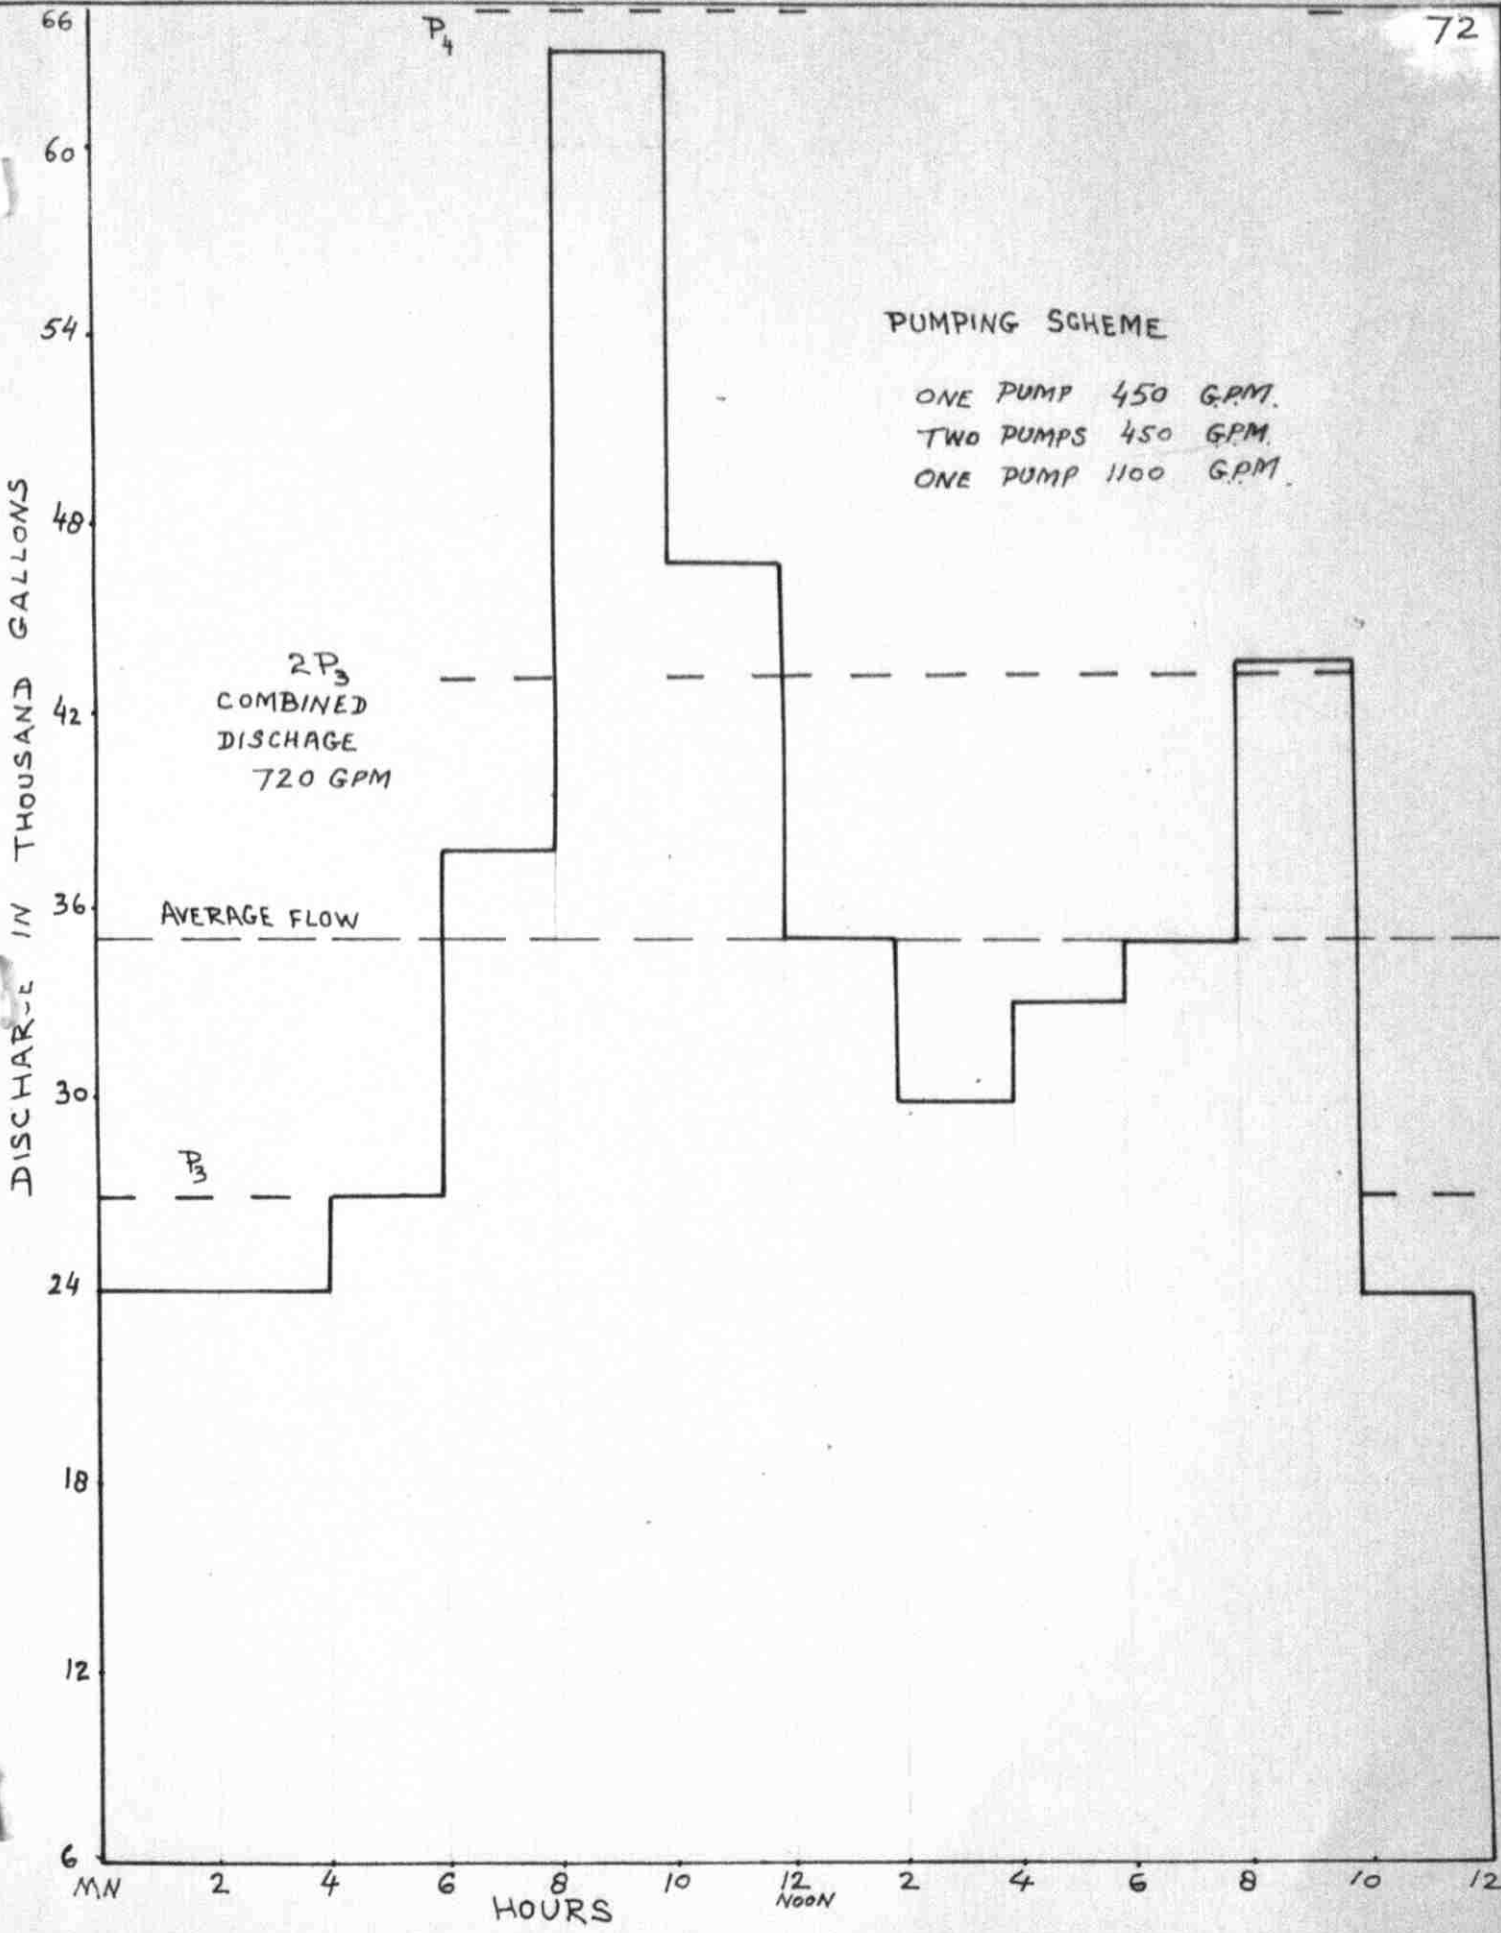 72
66
60
54
48
42
36
30
24
18
12
6
DISCHARGE IN THOUSAND GALLONS
P4
PUMPING SCHEME
ONE PUMP 450 G.P.M.
TWO PUMPS 450 G.P.M.
ONE PUMP 1100 G.P.M.
2P3
COMBINED
DISCHAGE
720 GPM
AVERAGE FLOW
P3
MN 2 4 6 8 10 12 2 4 6 8 10 12
NOON
HOURS